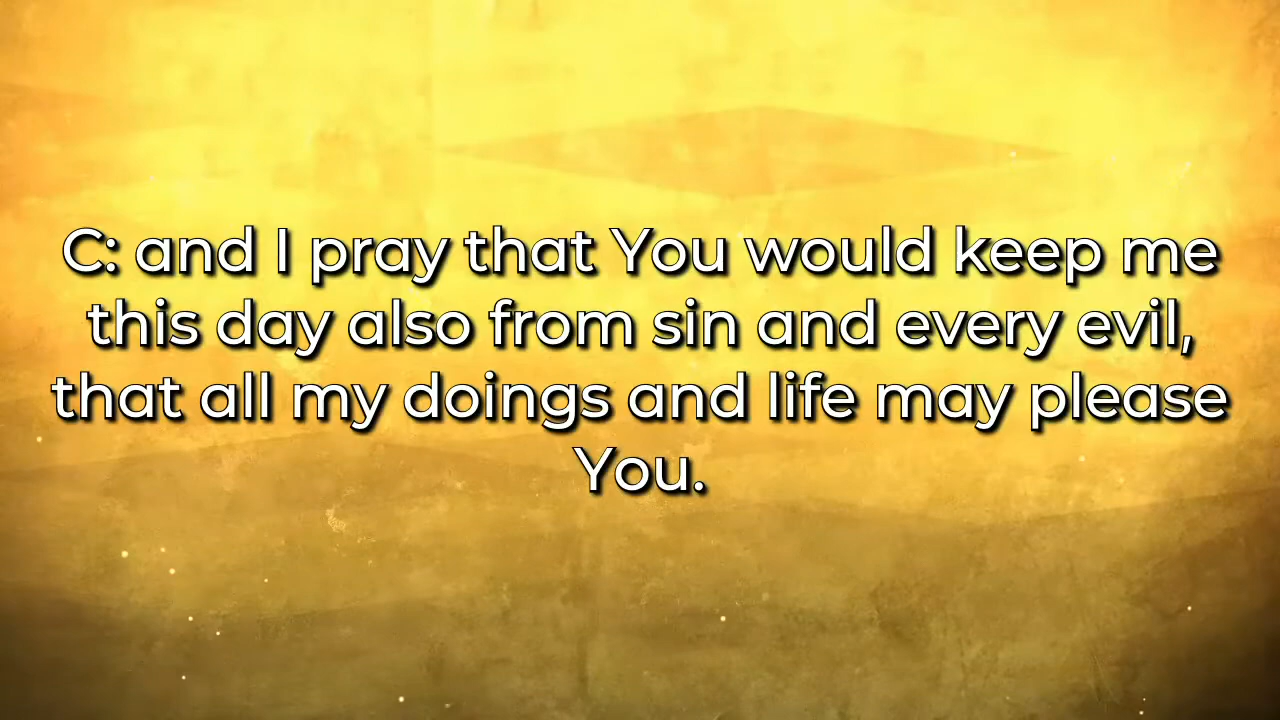 C: and I pray that You would keep me
this day also from sin and every evil,
that all my doings and life may please
You.